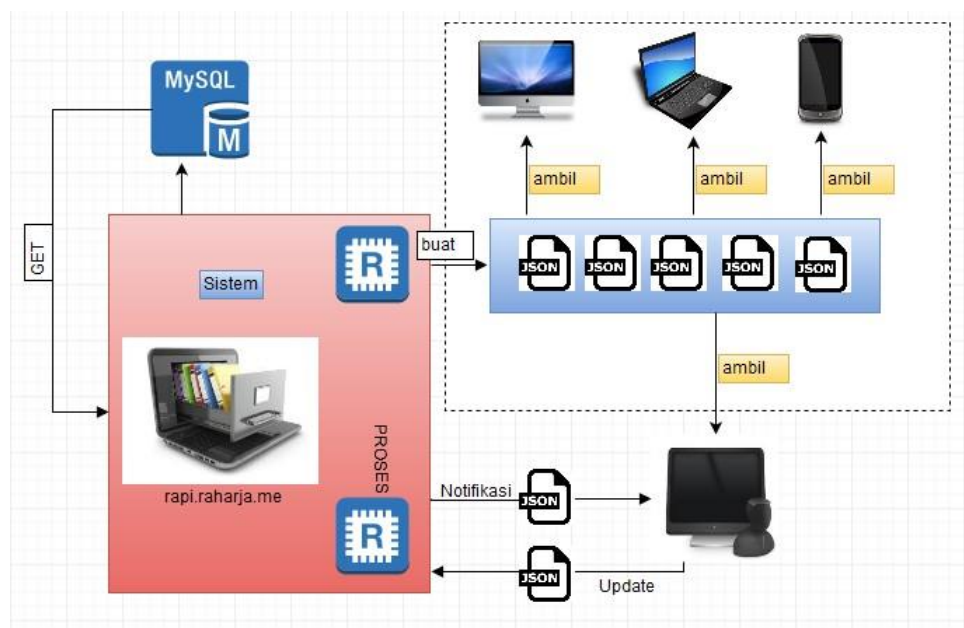 MySQL
M
GET
Sistem
R
buat
ambil
ambil
ambil
JSON
JSON
JSON
JSON
JSON
ambil
rapi.raharja.me
PROSES
R
Notifikasi
JSON
JSON
Update